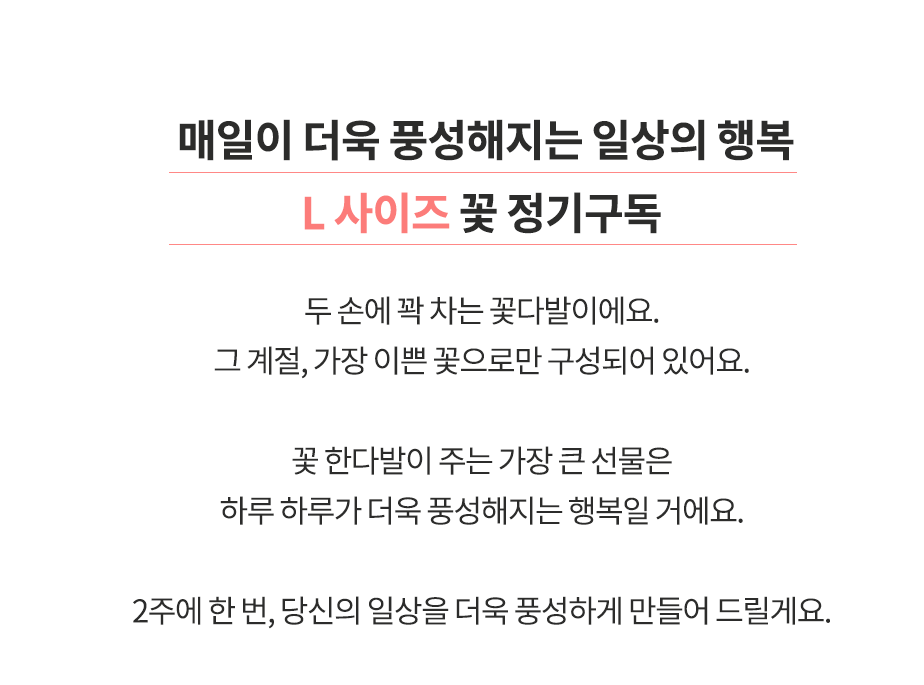 매일이 더욱 풍성해지는 일상의 행복
L 사이즈 꽃 정기구독
두 손에 꽉 차는 꽃다발이에요.
그 계절, 가장 이쁜 꽃으로만 구성되어 있어요.
꽃 한다발이 주는 가장 큰 선물은
하루 하루가 더욱 풍성해지는 행복일 거에요.
2주에 한 번, 당신의 일상을 더욱 풍성하게 만들어 드릴게요.